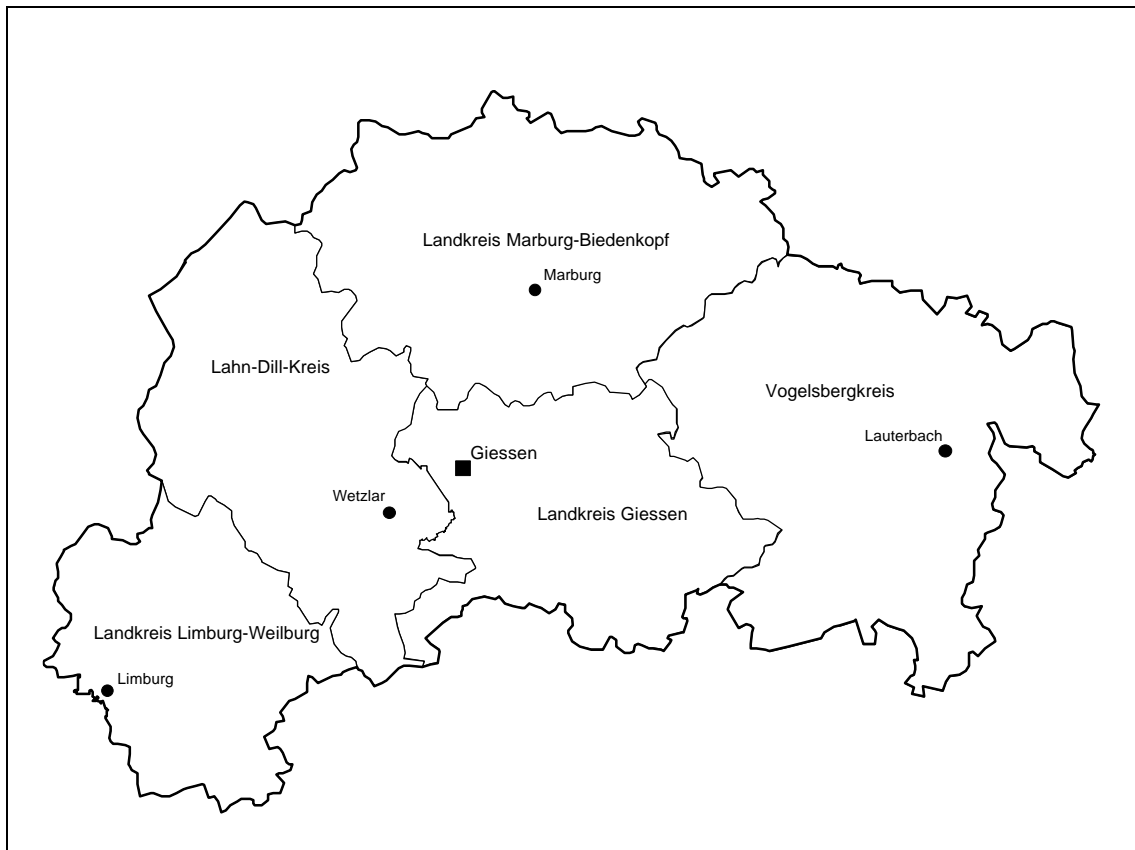 Landkreis Marburg-Biedenkopf
Marburg
Lahn-Dill-Kreis
Vogelsbergkreis
Lauterbach
Giessen
Wetzlar
Landkreis Giessen
Landkreis Limburg-Weilburg
Limburg